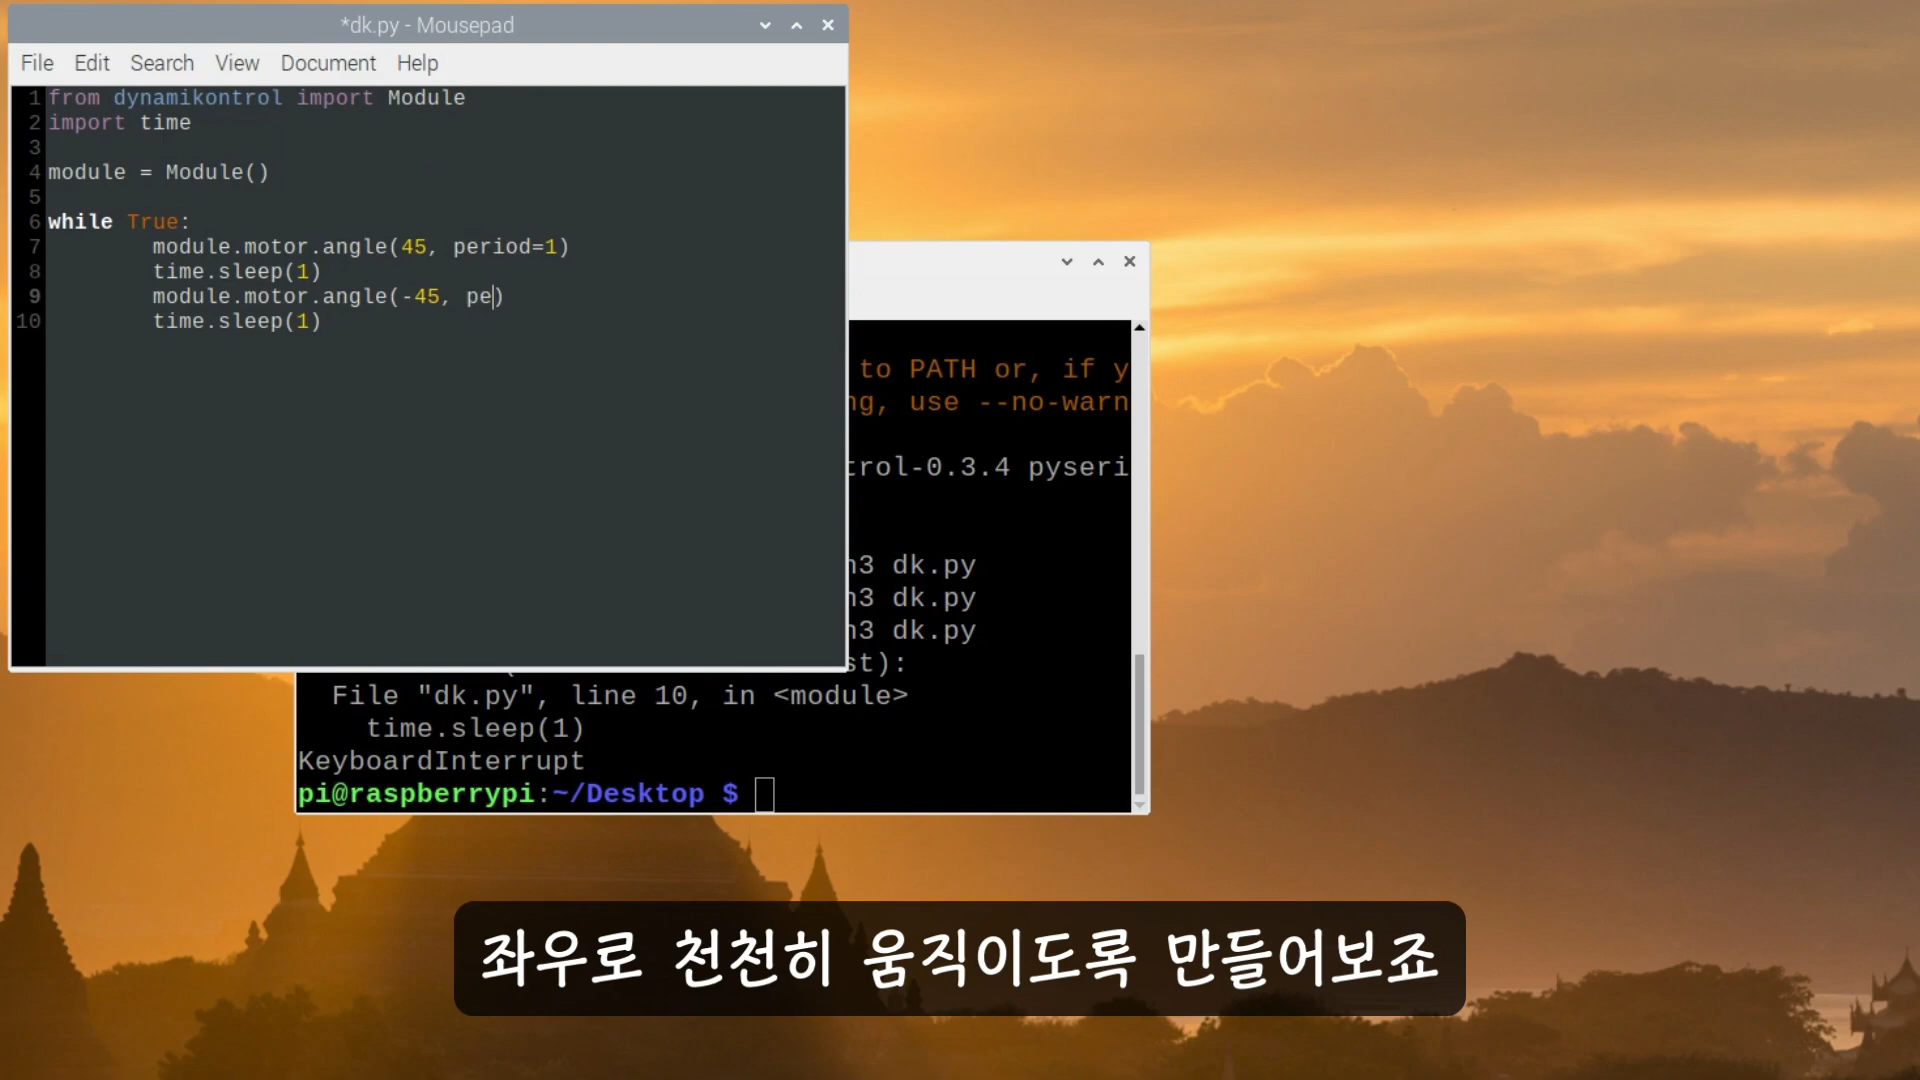 *dk.py - Mousepad
File Edit Search View Document Help
1 from dynamikontrol import Module
2 import time
3
4 module = Module()
5
6 while True:
7 module.motor.angle(45, period=1)
8 time.sleep(1)
9 module.motor.angle(-45, pe)
10 time.sleep(1)
to PATH or, if y
ng, use --no-warn
trol-0.3.4 pyseri
n3 dk.py
n3 dk.py
n3 dk.py
st):
File "dk.py", line 10, in <module>
time.sleep(1)
KeyboardInterrupt
pi@raspberrypi:~/Desktop $
좌우로 천천히 움직이도록 만들어보죠